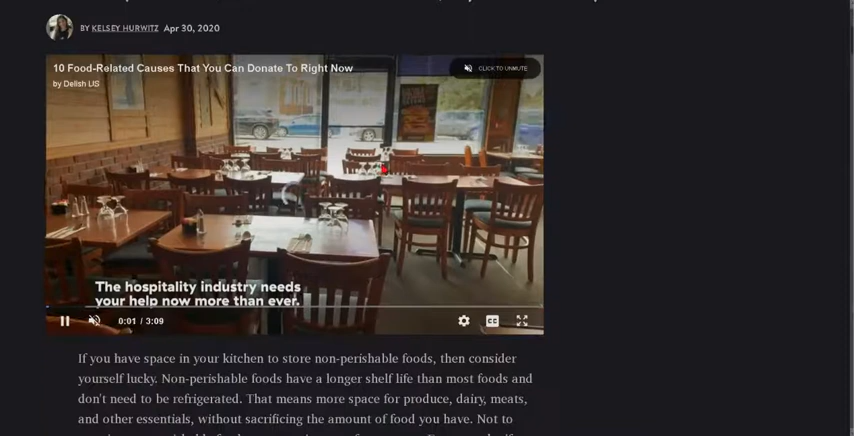 BY KELSEY HURWITZ Apr 30, 2020
10 Food-Related Causes That You Can Donate To Right Now
CLICK TO UNMUTE
by Delish US
The hospitality industry needs
your help now more than ever.
0:01 / 3:09
CC
If you have space in your kitchen to store non-perishable foods, then consider
yourself lucky. Non-perishable foods have a longer shelf life than most foods and
don't need to be refrigerated. That means more space for produce, dairy, meats,
and other essentials, without sacrificing the amount of food you have. Not to